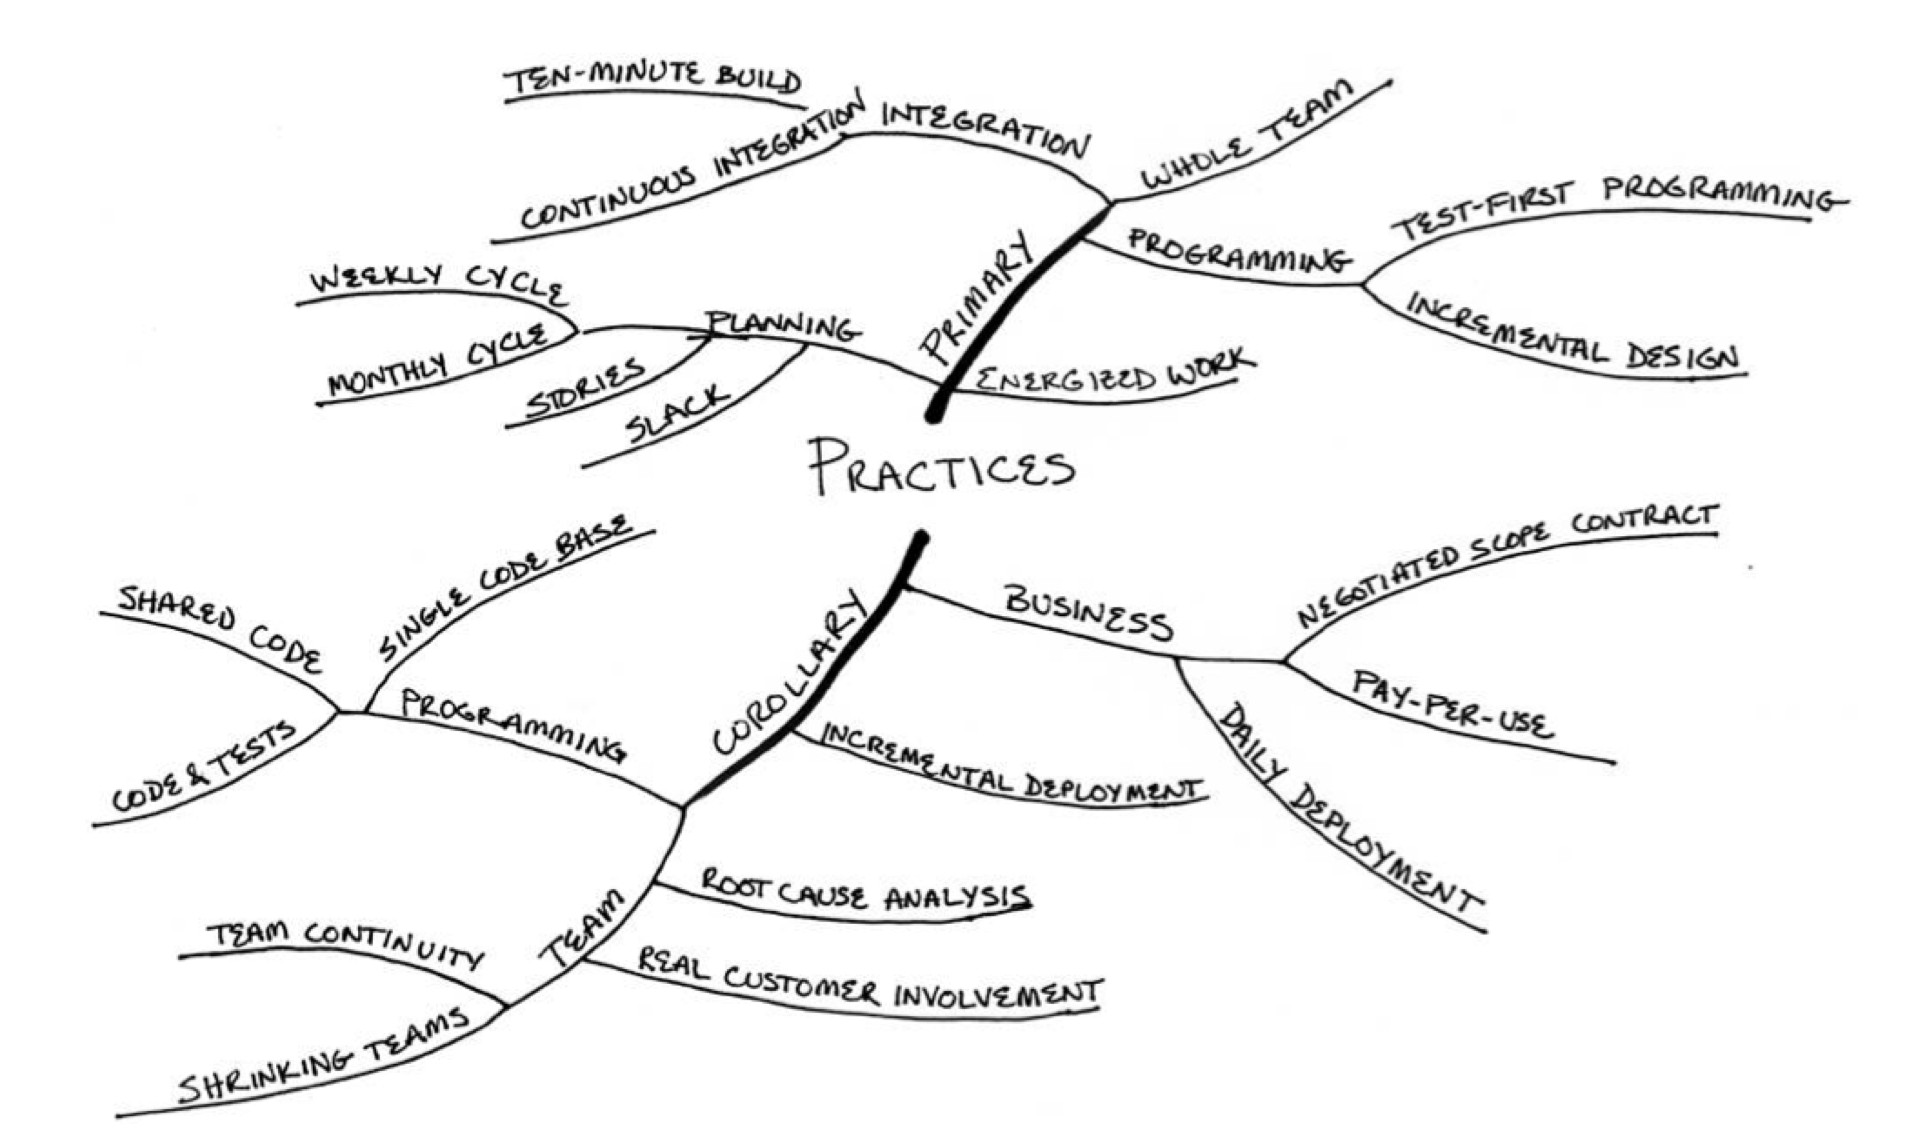 TEN-MINUTE BUILD
CONTINUOUS INTEGRATION
INTEGRATION
WHOLE TEAM
PRIMARY
PROGRAMMING
TEST-FIRST PROGRAMMING
INCREMENTAL DESIGN
WEEKLY CYCLE
MONTHLY CYCLE
PLANNING
STORIES
SLACK
ENERGIZED WORK
PRACTICES
COROLLARY
BUSINESS
NEGOTIATED SCOPE CONTRACT
PAY-PER-USE
DAILY DEPLOYMENT
INCREMENTAL DEPLOYMENT
PROGRAMMING
SINGLE CODE BASE
SHARED CODE
CODE & TESTS
TEAM
ROOT CAUSE ANALYSIS
REAL CUSTOMER INVOLVEMENT
TEAM CONTINUITY
SHRINKING TEAMS